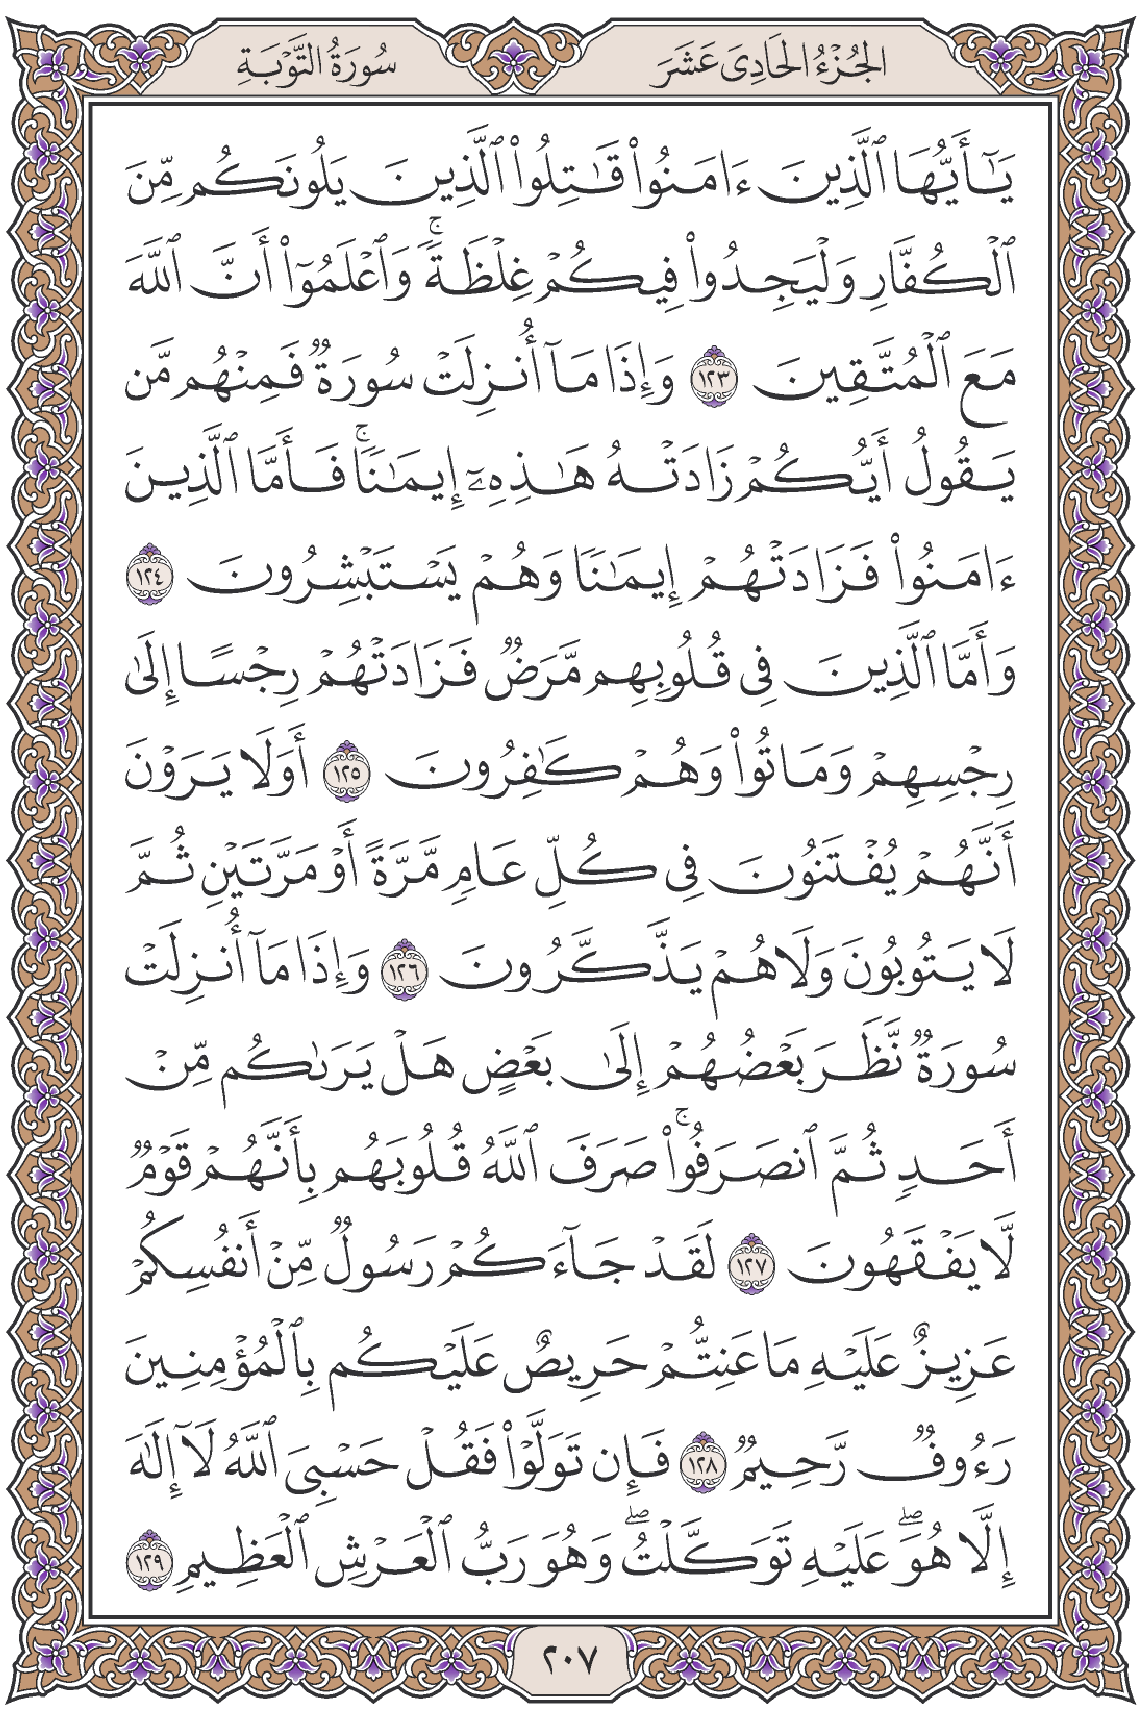 الجُزْءُ الحَادِىَ عَشَرَ
سُورَةُ التَّوْبَةِ
يَٰٓأَيُّهَا ٱلَّذِينَ ءَامَنُوا۟ قَٰتِلُوا۟ ٱلَّذِينَ يَلُونَكُم مِّنَ
ٱلْكُفَّارِ وَلْيَجِدُوا۟ فِيكُمْ غِلْظَةً ۚ وَٱعْلَمُوٓا۟ أَنَّ ٱللَّهَ
مَعَ ٱلْمُتَّقِينَ ١٢٣ وَإِذَا مَآ أُنزِلَتْ سُورَةٌ فَمِنْهُم مَّن
يَقُولُ أَيُّكُمْ زَادَتْهُ هَٰذِهِۦٓ إِيمَٰنًا ۚ فَأَمَّا ٱلَّذِينَ
ءَامَنُوا۟ فَزَادَتْهُمْ إِيمَٰنًا وَهُمْ يَسْتَبْشِرُونَ ١٢٤
وَأَمَّا ٱلَّذِينَ فِى قُلُوبِهِم مَّرَضٌ فَزَادَتْهُمْ رِجْسًا إِلَىٰ
رِجْسِهِمْ وَمَاتُوا۟ وَهُمْ كَٰفِرُونَ ١٢٥ أَوَلَا يَرَوْنَ
أَنَّهُمْ يُفْتَنُونَ فِى كُلِّ عَامٍ مَّرَّةً أَوْ مَرَّتَيْنِ ثُمَّ
لَا يَتُوبُونَ وَلَا هُمْ يَذَّكَّرُونَ ١٢٦ وَإِذَا مَآ أُنزِلَتْ
سُورَةٌ نَّظَرَ بَعْضُهُمْ إِلَىٰ بَعْضٍ هَلْ يَرَىٰكُم مِّنْ
أَحَدٍ ثُمَّ ٱنصَرَفُوا۟ ۚ صَرَفَ ٱللَّهُ قُلُوبَهُم بِأَنَّهُمْ قَوْمٌ
لَّا يَفْقَهُونَ ١٢٧ لَقَدْ جَآءَكُمْ رَسُولٌ مِّنْ أَنفُسِكُمْ
عَزِيزٌ عَلَيْهِ مَا عَنِتُّمْ حَرِيصٌ عَلَيْكُم بِٱلْمُؤْمِنِينَ
رَءُوفٌ رَّحِيمٌ ١٢٨ فَإِن تَوَلَّوْا۟ فَقُلْ حَسْبِىَ ٱللَّهُ لَآ إِلَٰهَ
إِلَّا هُوَ ۖ عَلَيْهِ تَوَكَّلْتُ ۖ وَهُوَ رَبُّ ٱلْعَرْشِ ٱلْعَظِيمِ ١٢٩
٢٠٧